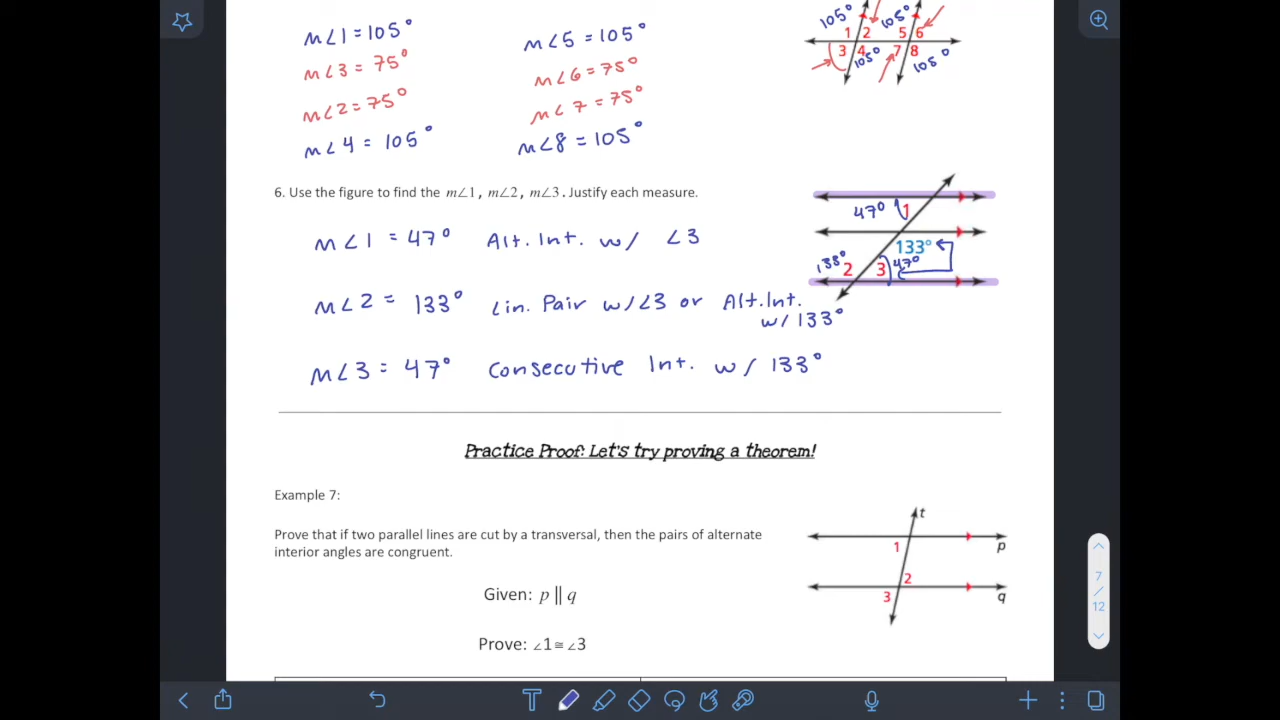 m∠1 = 105°
m∠3 = 75°
m∠2 = 75°
m∠4 = 105°
m∠5 = 105°
m∠6 = 75°
m∠7 = 75°
m∠8 = 105°
105° 105°
1 2 5 6
3 4 7 8
105° 105°
6. Use the figure to find the m∠1, m∠2, m∠3. Justify each measure.
47° 1
133°
133° 2 3 47°
m∠1 = 47° Alt. Int. w/ ∠3
m∠2 = 133° Lin. Pair w/∠3 or Alt. Int.
w/ 133°
m∠3 = 47° Consecutive Int. w/ 133°
Practice Proof: Let's try proving a theorem!
Example 7:
Prove that if two parallel lines are cut by a transversal, then the pairs of alternate
interior angles are congruent.
Given: p || q
Prove: ∠1 ≅ ∠3
t
1 p
2
3 q
7
/
12
T